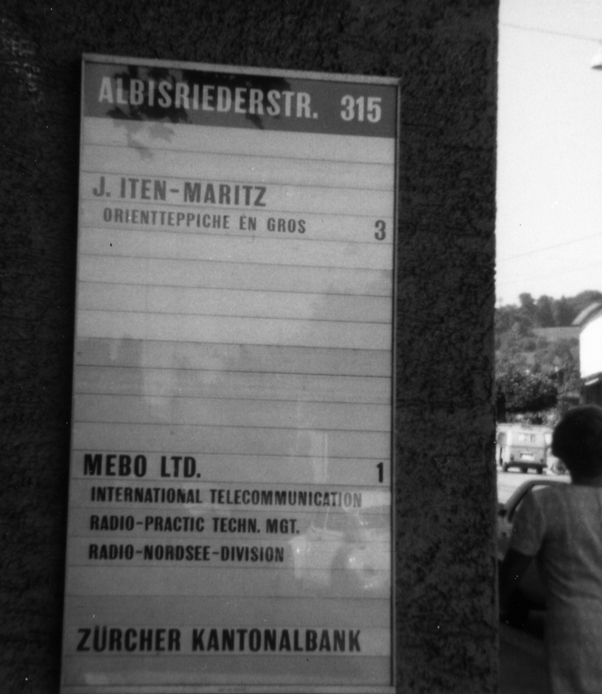 ALBISRIEDERSTR. 315
J. ITEN-MARITZ
ORIENTTEPPICHE EN GROS 3
MEBO LTD. 1
INTERNATIONAL TELECOMMUNICATION
RADIO-PRACTIC TECHN. MGT.
RADIO-NORDSEE-DIVISION
ZÜRCHER KANTONALBANK